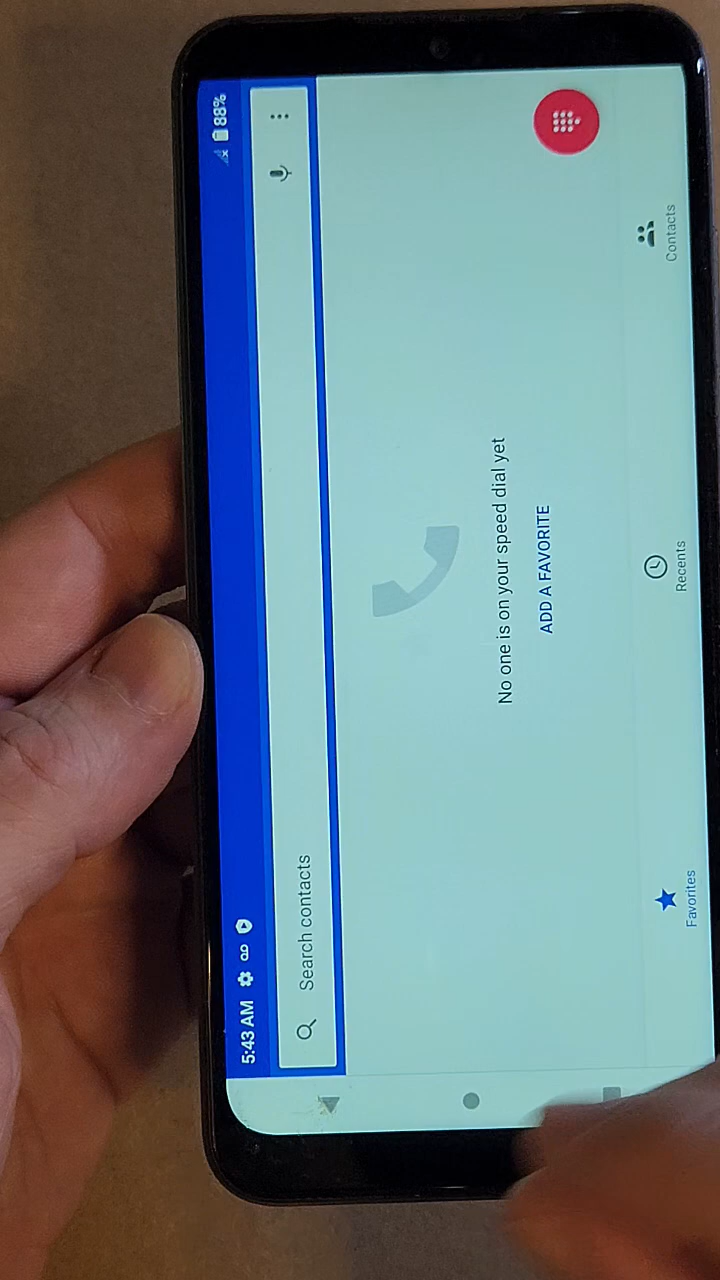 5:43 AM
88%
Search contacts
No one is on your speed dial yet
ADD A FAVORITE
Favorites
Recents
Contacts